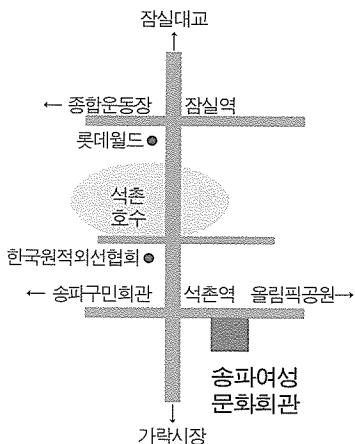 잠실대교
↑
← 종합운동장 잠실역
롯데월드
석촌
호수
한국원적외선협회
← 송파구민회관 석촌역 올림픽공원→
송파여성
문화회관
↓
가락시장